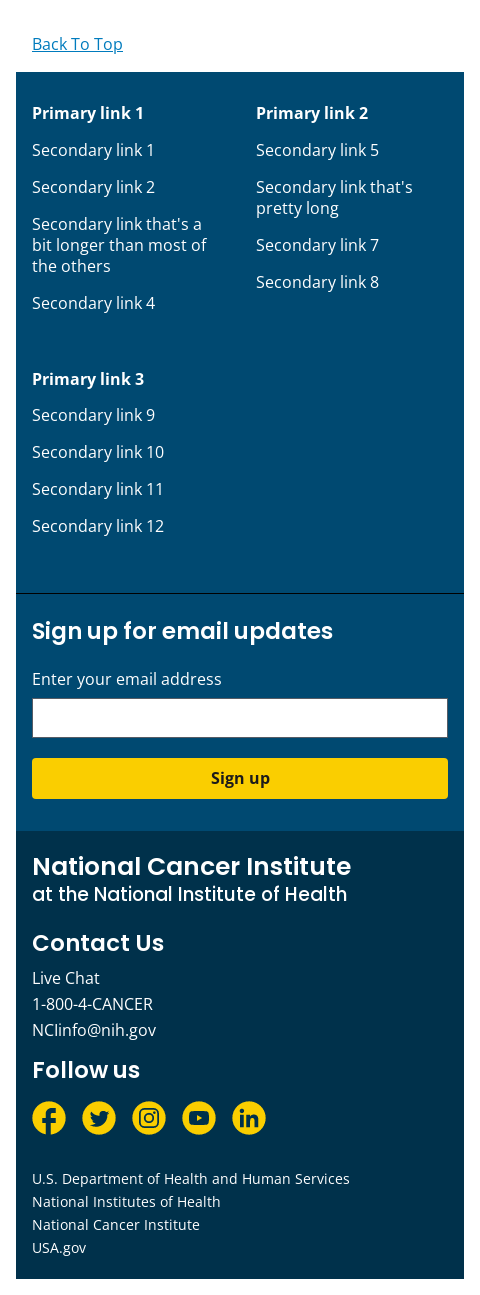 Back To Top
Primary link 1
Secondary link 1
Secondary link 2
Secondary link that's a
bit longer than most of
the others
Secondary link 4
Primary link 2
Secondary link 5
Secondary link that's
pretty long
Secondary link 7
Secondary link 8
Primary link 3
Secondary link 9
Secondary link 10
Secondary link 11
Secondary link 12
Sign up for email updates
Enter your email address
Sign up
National Cancer Institute
at the National Institute of Health
Contact Us
Live Chat
1-800-4-CANCER
NCIinfo@nih.gov
Follow us
U.S. Department of Health and Human Services
National Institutes of Health
National Cancer Institute
USA.gov